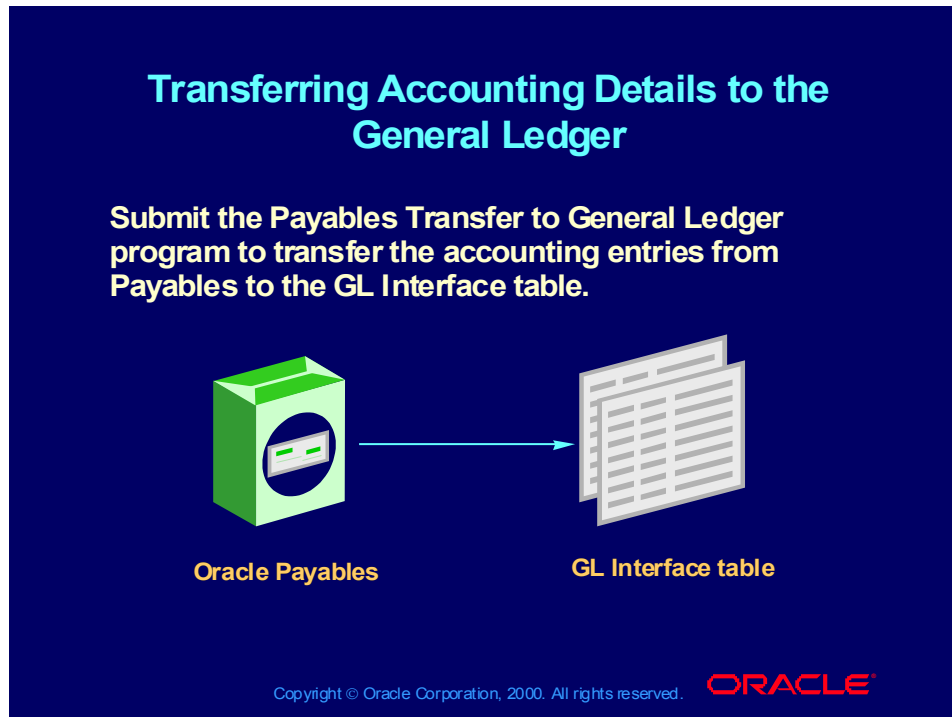 Transferring Accounting Details to the
General Ledger
Submit the Payables Transfer to General Ledger
program to transfer the accounting entries from
Payables to the GL Interface table.
Oracle Payables
GL Interface table
Copyright © Oracle Corporation, 2000. All rights reserved.
ORACLE®